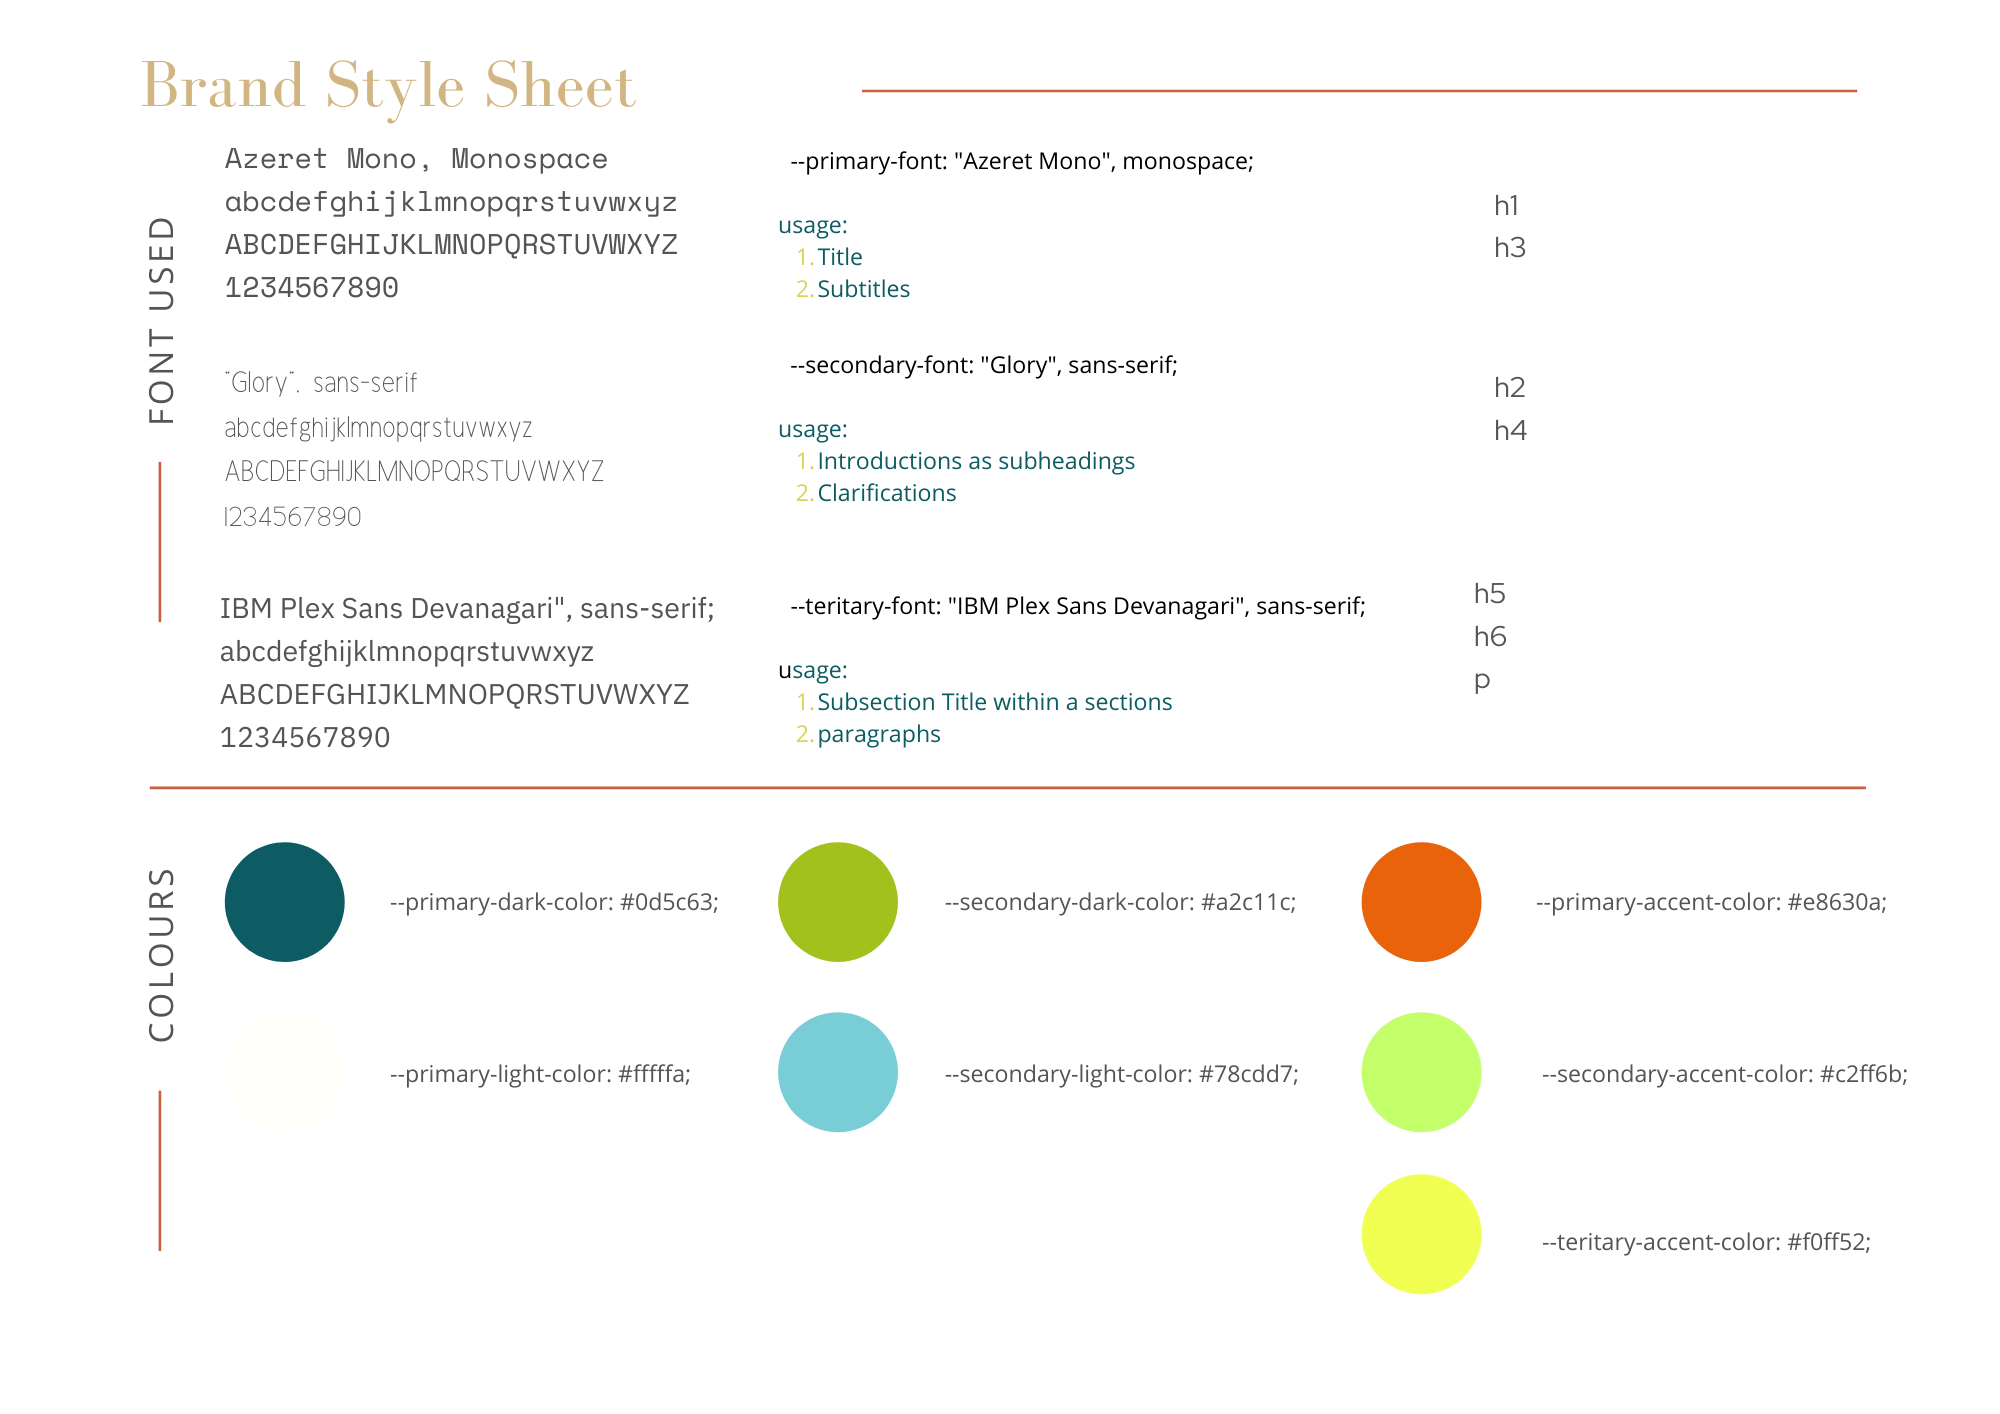 Brand Style Sheet
FONT USED
Azeret Mono, Monospace
abcdefghijklmnopqrstuvwxyz
ABCDEFGHIJKLMNOPQRSTUVWXYZ
1234567890
--primary-font: "Azeret Mono", monospace;
usage:
1. Title
2. Subtitles
h1
h3
"Glory", sans-serif
abcdefghijklmnopqrstuvwxyz
ABCDEFGHIJKLMNOPQRSTUVWXYZ
1234567890
--secondary-font: "Glory", sans-serif;
usage:
1. Introductions as subheadings
2. Clarifications
h2
h4
IBM Plex Sans Devanagari", sans-serif;
abcdefghijklmnopqrstuvwxyz
ABCDEFGHIJKLMNOPQRSTUVWXYZ
1234567890
--teritary-font: "IBM Plex Sans Devanagari", sans-serif;
usage:
1. Subsection Title within a sections
2. paragraphs
h5
h6
p
COLOURS
--primary-dark-color: #0d5c63;
--secondary-dark-color: #a2c11c;
--primary-accent-color: #e8630a;
--primary-light-color: #fffffa;
--secondary-light-color: #78cdd7;
--secondary-accent-color: #c2ff6b;
--teritary-accent-color: #f0ff52;